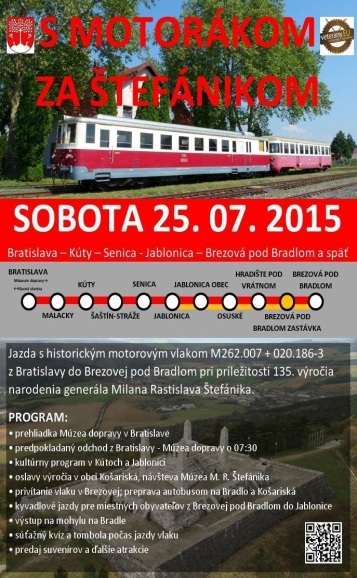 S MOTORÁKOM
ZA ŠTEFÁNIKOM
SOBOTA 25. 07. 2015
Bratislava – Kúty – Senica - Jablonica – Brezová pod Bradlom a späť
BRATISLAVA
Múzeum dopravy +
Hlavná stanica
MALACKY
KÚTY
ŠAŠTÍN-STRÁŽE
SENICA
JABLONICA
JABLONICA OBEC
OSUSKÉ
HRADIŠTE POD
VRÁTNOM
BREZOVÁ POD
BRADLOM ZASTÁVKA
BREZOVÁ POD
BRADLOM
Jazda s historickým motorovým vlakom M262.007 + 020.186-3
z Bratislavy do Brezovej pod Bradlom pri príležitosti 135. výročia
narodenia generála Milana Rastislava Štefánika.
PROGRAM:
• prehliadka Múzea dopravy v Bratislave
• predpokladaný odchod z Bratislavy - Múzea dopravy o 07:30
• kultúrny program v Kútoch a Jablonici
• oslavy výročia v obci Košariská, návšteva Múzea M. R. Štefánika
• privítanie vlaku v Brezovej; preprava autobusom na Bradlo a Košariská
• kyvadlové jazdy pre miestnych obyvateľov z Brezovej pod Bradlom do Jablonice
• výstup na mohylu na Bradle
• súťažný kvíz a tombola počas jazdy vlaku
• predaj suvenírov a ďalšie atrakcie